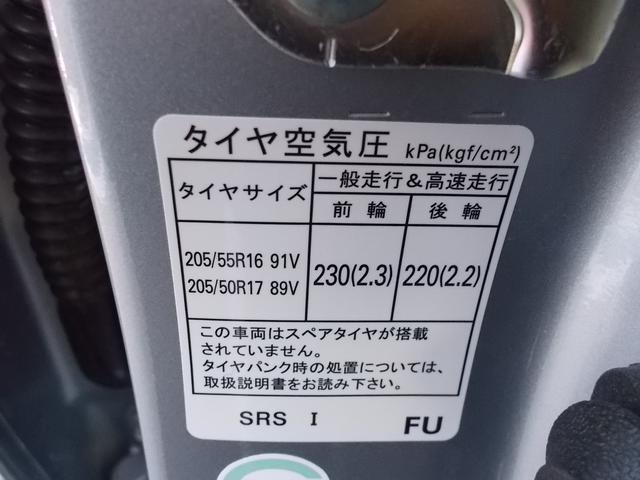 タイヤ空気圧 kPa(kgf/cm²)
タイヤサイズ 一般走行&高速走行
前輪 後輪
205/55R16 91V
205/50R17 89V
230(2.3) 220(2.2)
この車両はスペアタイヤが搭載
されていません。
タイヤパンク時の処置については、
取扱説明書をお読み下さい。
SRS I FU